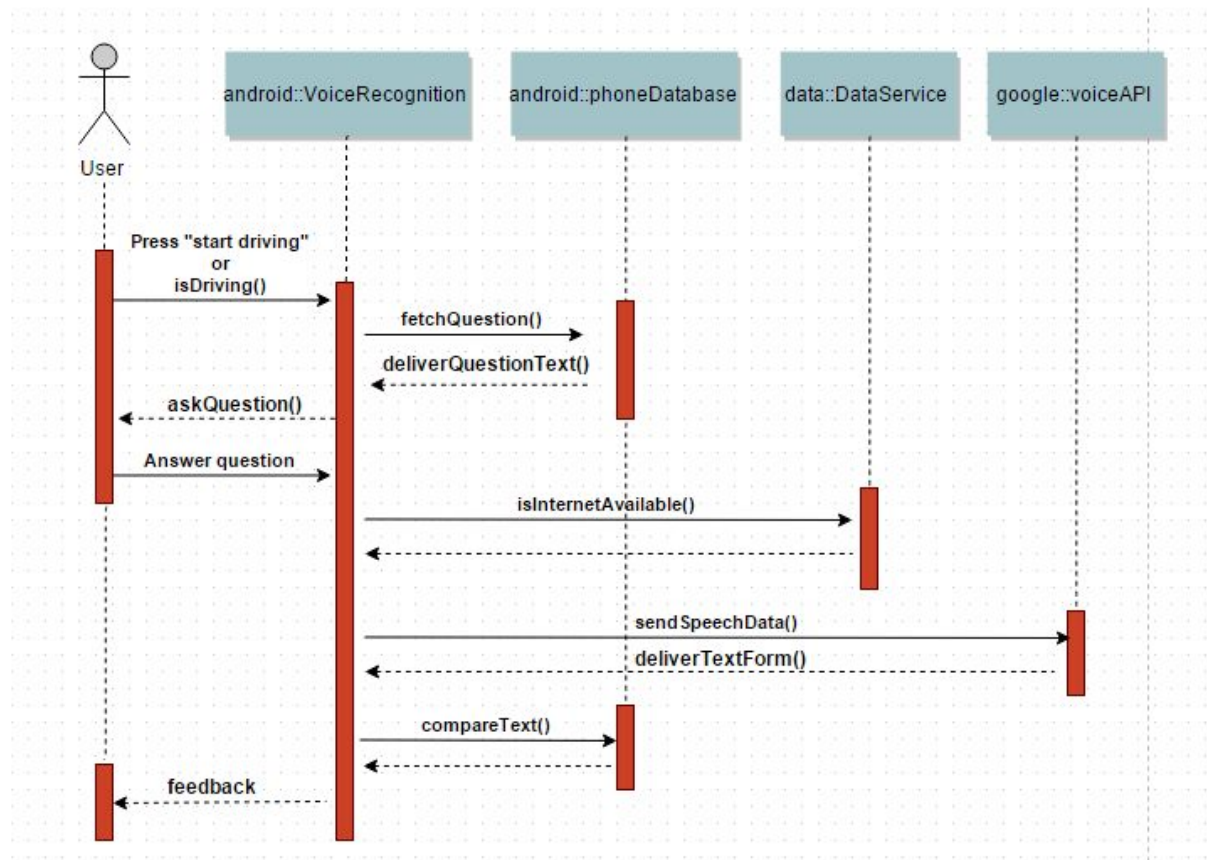 android::VoiceRecognition
android::phoneDatabase
data::DataService
google::voiceAPI
User
Press "start driving"
or
isDriving()
fetchQuestion()
deliverQuestionText()
askQuestion()
Answer question
isInternetAvailable()
sendSpeechData()
deliverTextForm()
compareText()
feedback